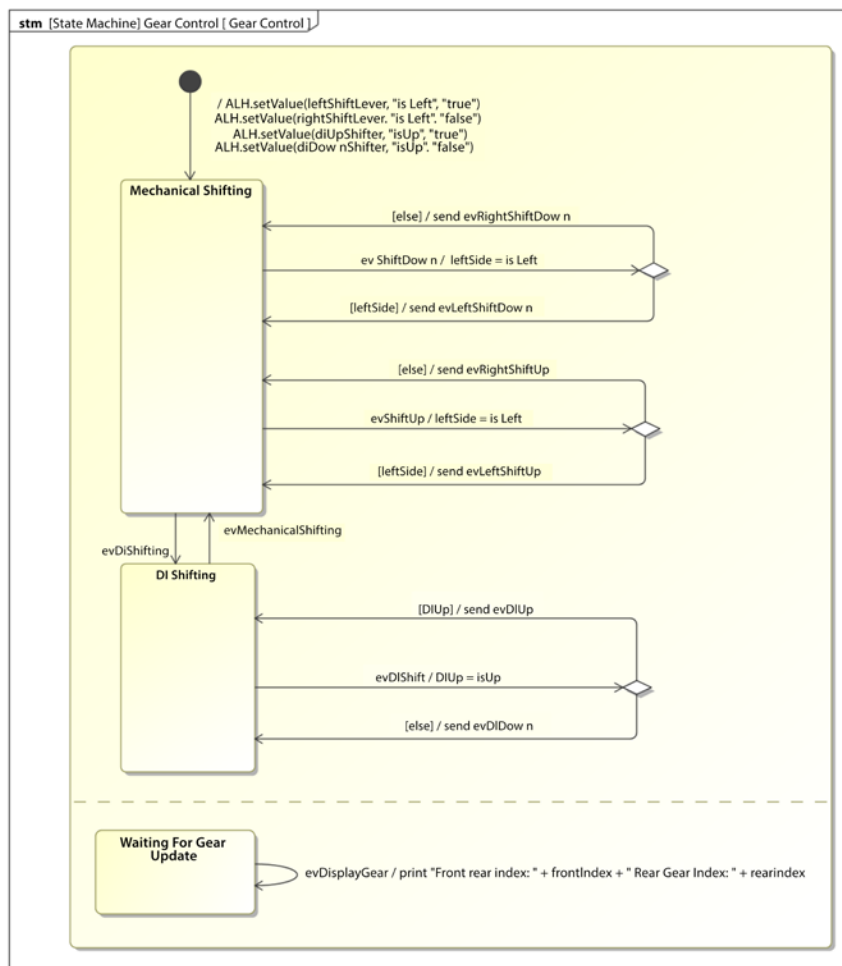 stm [State Machine] Gear Control [ Gear Control ]
/ ALH.setValue(leftShiftLever, "is Left", "true")
ALH.setValue(rightShiftLever. "is Left". "false")
ALH.setValue(diUpShifter, "isUp", "true")
ALH.setValue(diDow nShifter, "isUp". "false")
Mechanical Shifting
[else] / send evRightShiftDow n
ev ShiftDow n / leftSide = is Left
[leftSide] / send evLeftShiftDow n
[else] / send evRightShiftUp
evShiftUp / leftSide = is Left
[leftSide] / send evLeftShiftUp
evMechanicalShifting
evDiShifting
DI Shifting
[DIUp] / send evDIUp
evDIShift / DIUp = isUp
[else] / send evDIDow n
Waiting For Gear
Update
evDisplayGear / print "Front rear index: " + frontIndex + " Rear Gear Index: " + rearindex